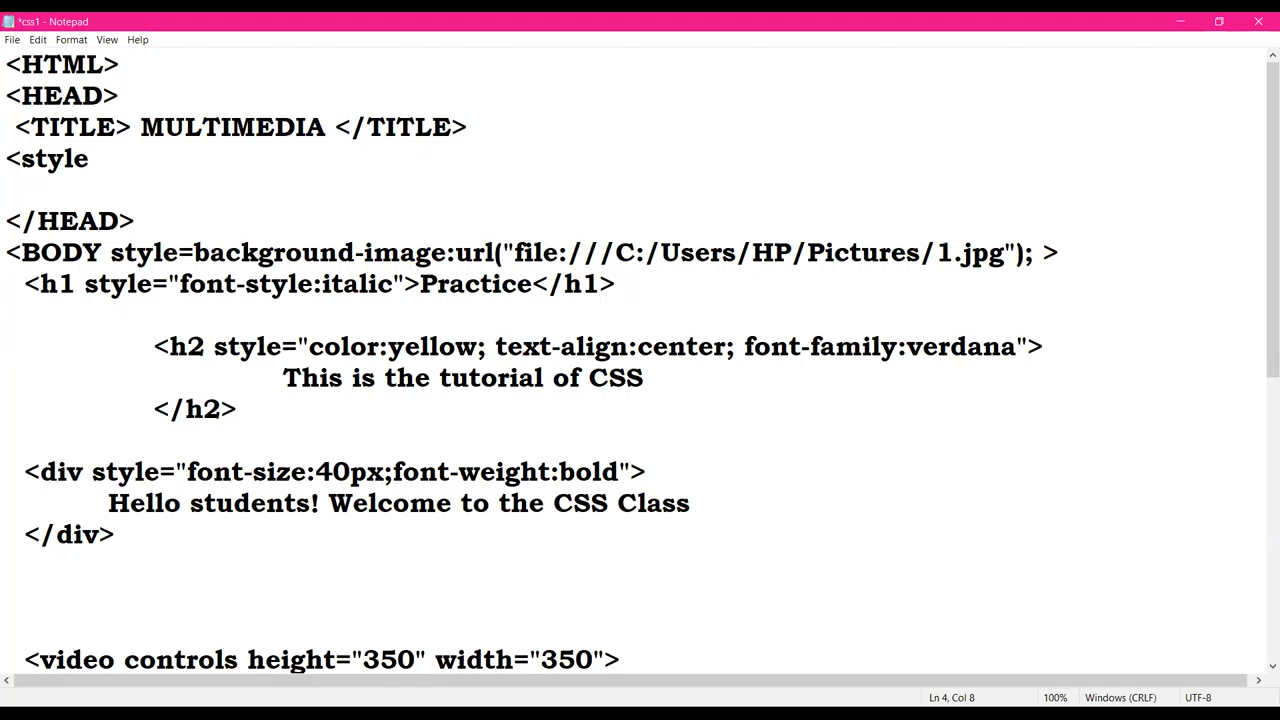 *css1 - Notepad
File Edit Format View Help
<HTML>
<HEAD>
<TITLE> MULTIMEDIA </TITLE>
<style
</HEAD>
<BODY style=background-image:url("file:///C:/Users/HP/Pictures/1.jpg"); >
<h1 style="font-style:italic">Practice</h1>
<h2 style="color:yellow; text-align:center; font-family:verdana">
This is the tutorial of CSS
</h2>
<div style="font-size:40px;font-weight:bold">
Hello students! Welcome to the CSS Class
</div>
<video controls height="350" width="350">
Ln 4, Col 8 100% Windows (CRLF) UTF-8